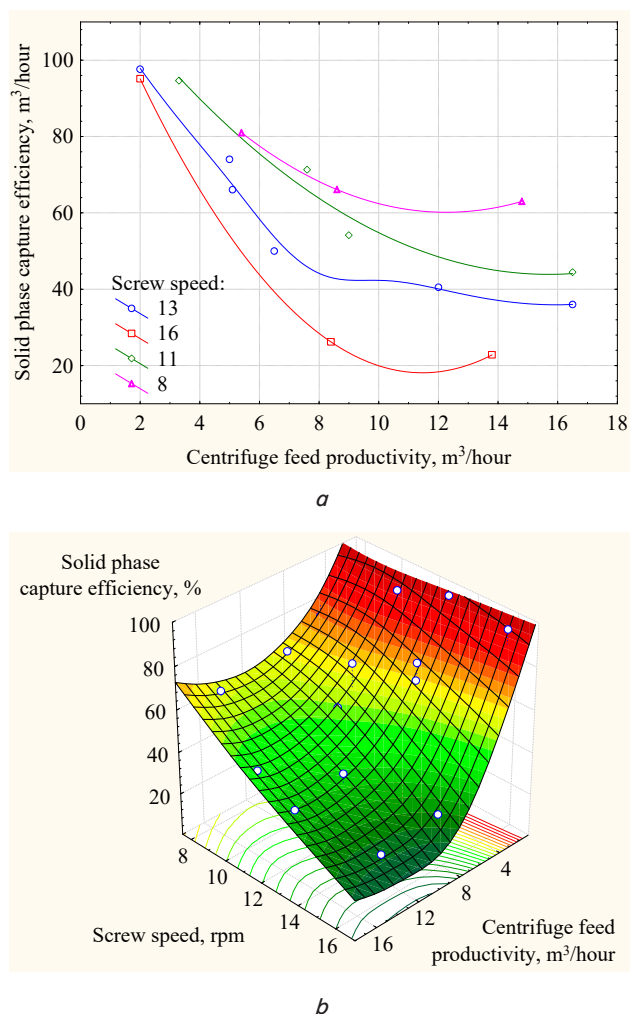 100
80
60
40
20
Solid phase capture efficiency, m³/hour
Screw speed:
13
16
11
8
0 2 4 6 8 10 12 14 16 18
Centrifuge feed productivity, m³/hour
a
Solid phase
capture efficiency, %
100
80
60
40
20
8
10
12
14
16
4
8
12
16
Screw speed, rpm
Centrifuge feed
productivity, m³/hour
b